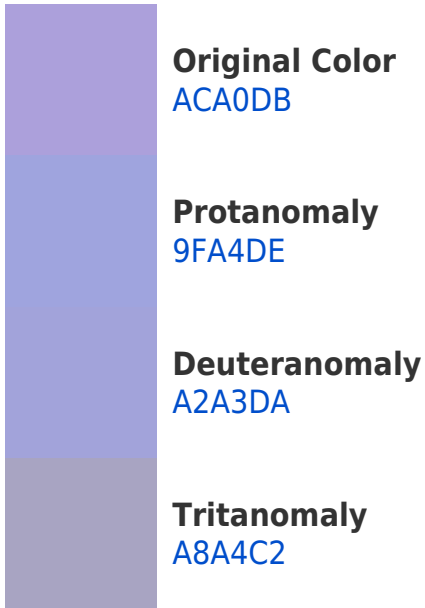 Original Color
ACA0DB
Protanomaly
9FA4DE
Deuteranomaly
A2A3DA
Tritanomaly
A8A4C2